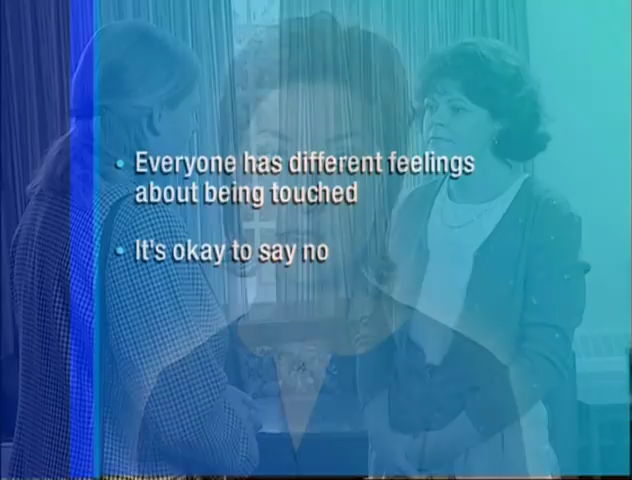 • Everyone has different feelings
about being touched
• It's okay to say no